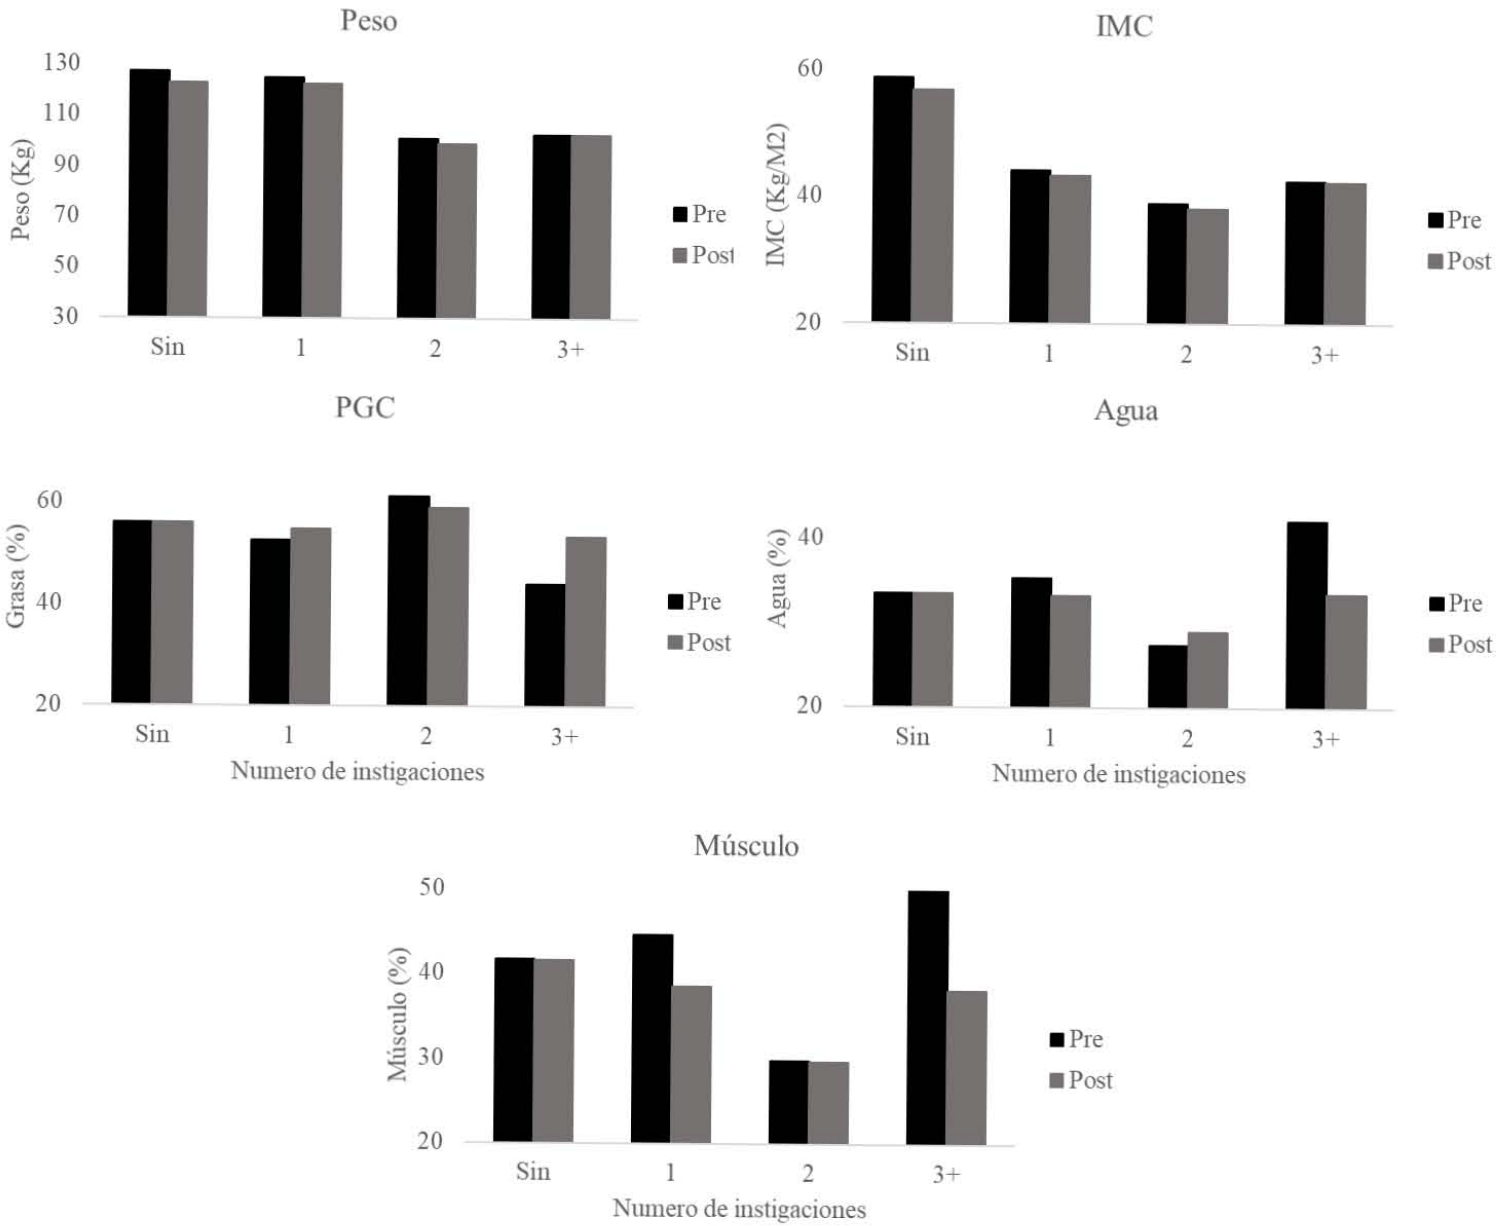 Peso
130
110
90
70
50
30
Peso (Kg)
Sin 1 2 3+
Pre
Post
IMC
60
40
20
IMC (Kg/M2)
Sin 1 2 3+
Pre
Post
PGC
60
40
20
Grasa (%)
Sin 1 2 3+
Numero de instigaciones
Pre
Post
Agua
40
20
Agua (%)
Sin 1 2 3+
Numero de instigaciones
Pre
Post
Músculo
50
40
30
20
Músculo (%)
Sin 1 2 3+
Numero de instigaciones
Pre
Post